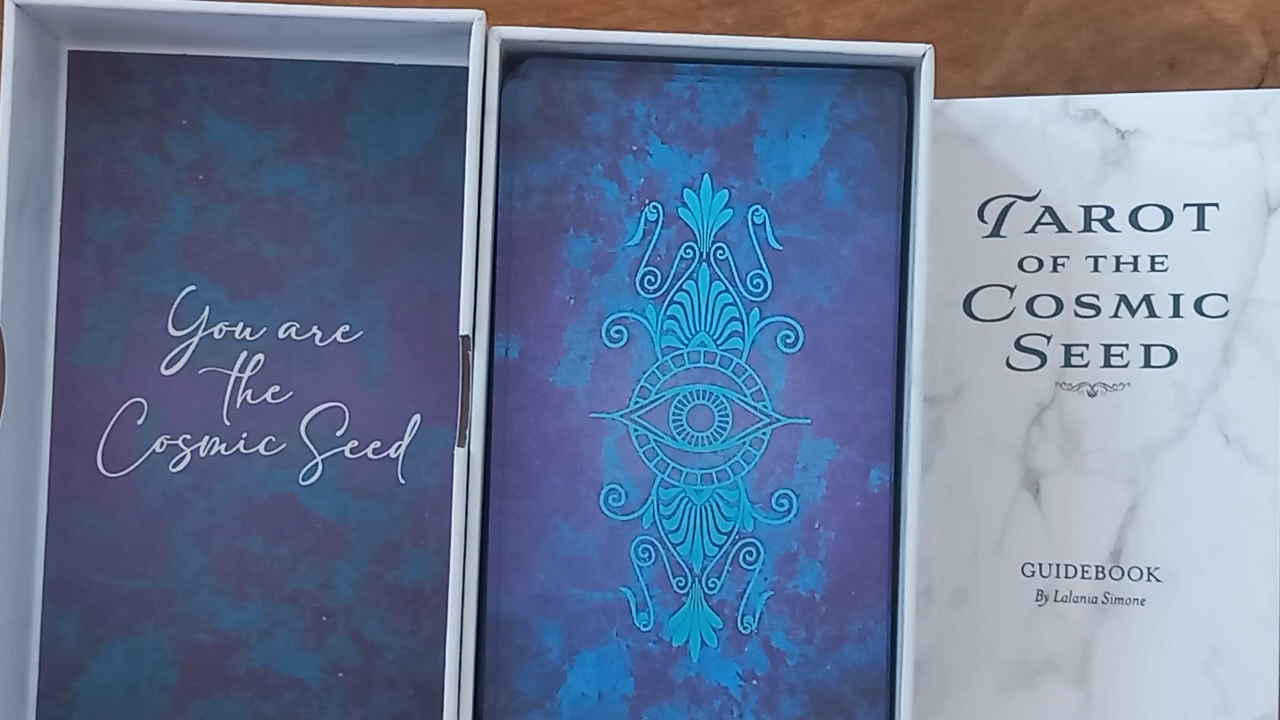 You are
the
Cosmic Seed
TAROT
OF THE
COSMIC
SEED
GUIDEBOOK
By Lalania Simone